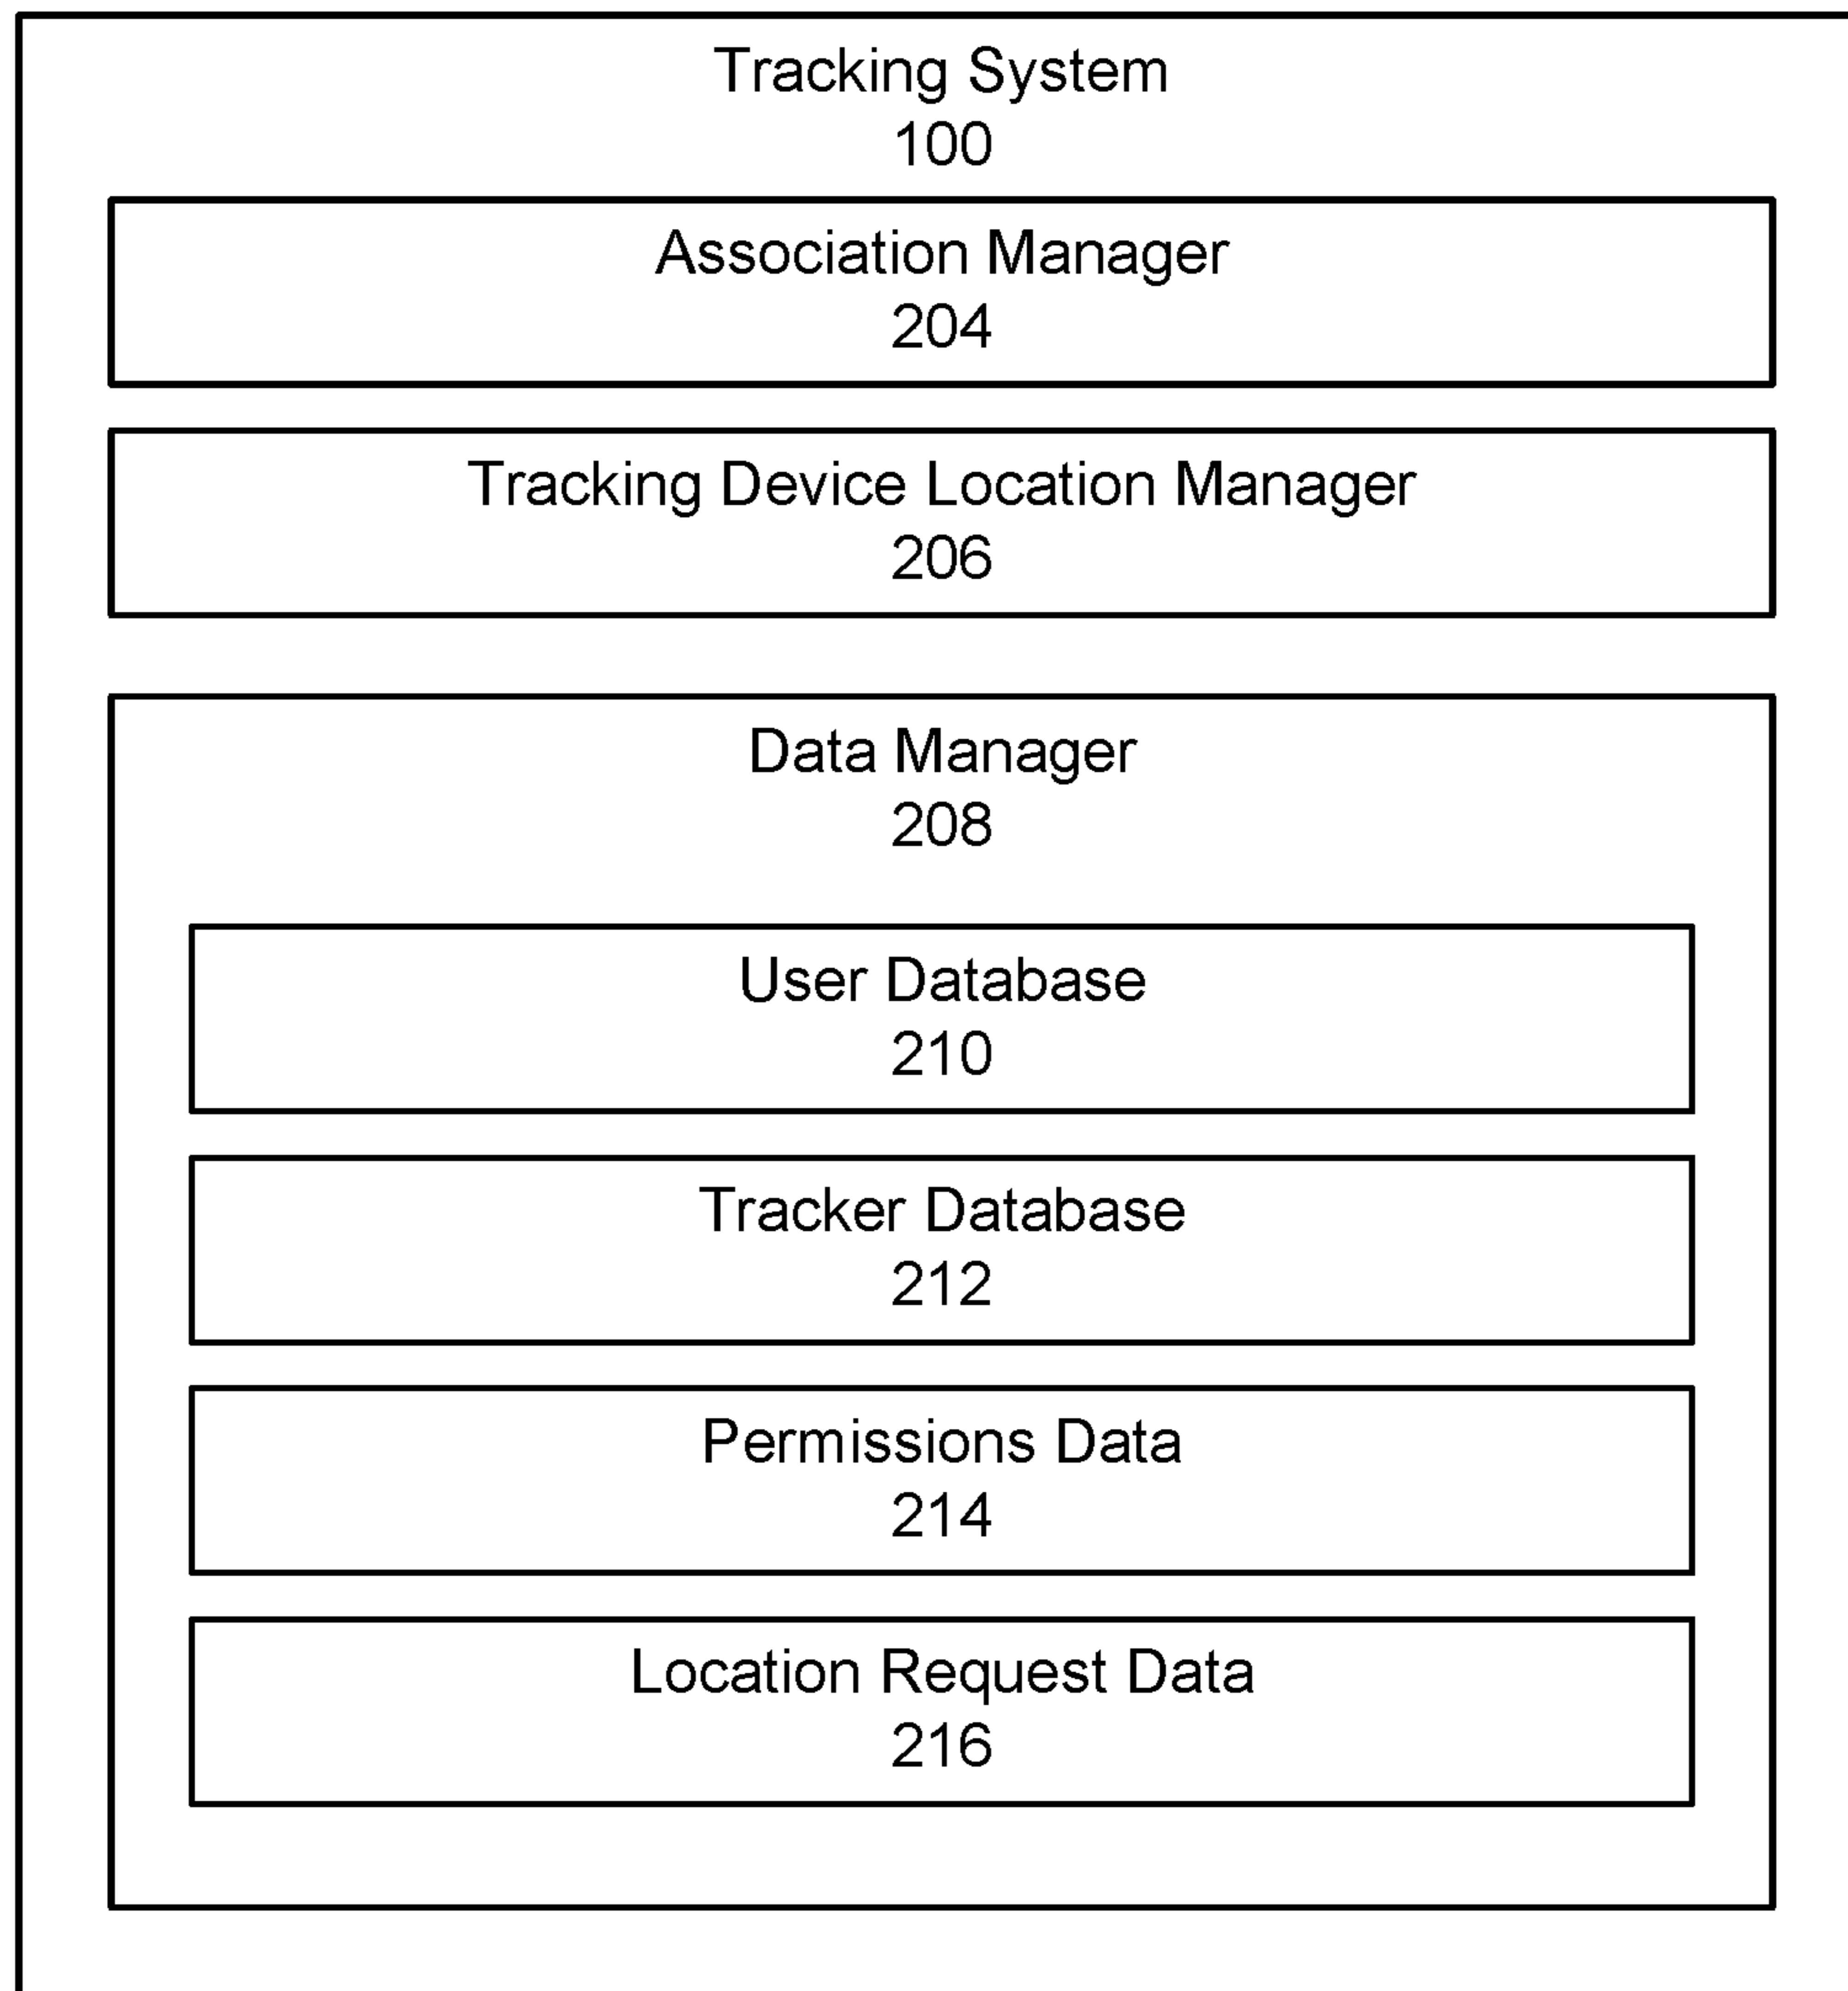 Tracking System
100
Association Manager
204
Tracking Device Location Manager
206
Data Manager
208
User Database
210
Tracker Database
212
Permissions Data
214
Location Request Data
216